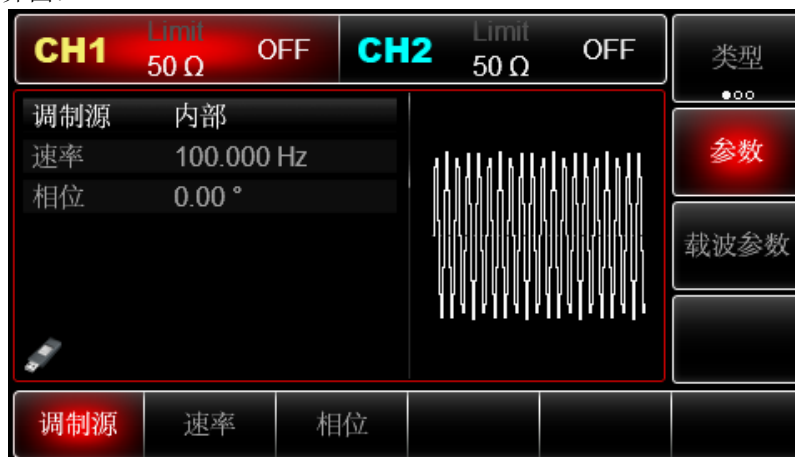 CH1 Limit 50 Ω OFF CH2 Limit 50 Ω OFF
类型
调制源 内部
速率 100.000 Hz
相位 0.00 °
参数
载波参数
调制源 速率 相位